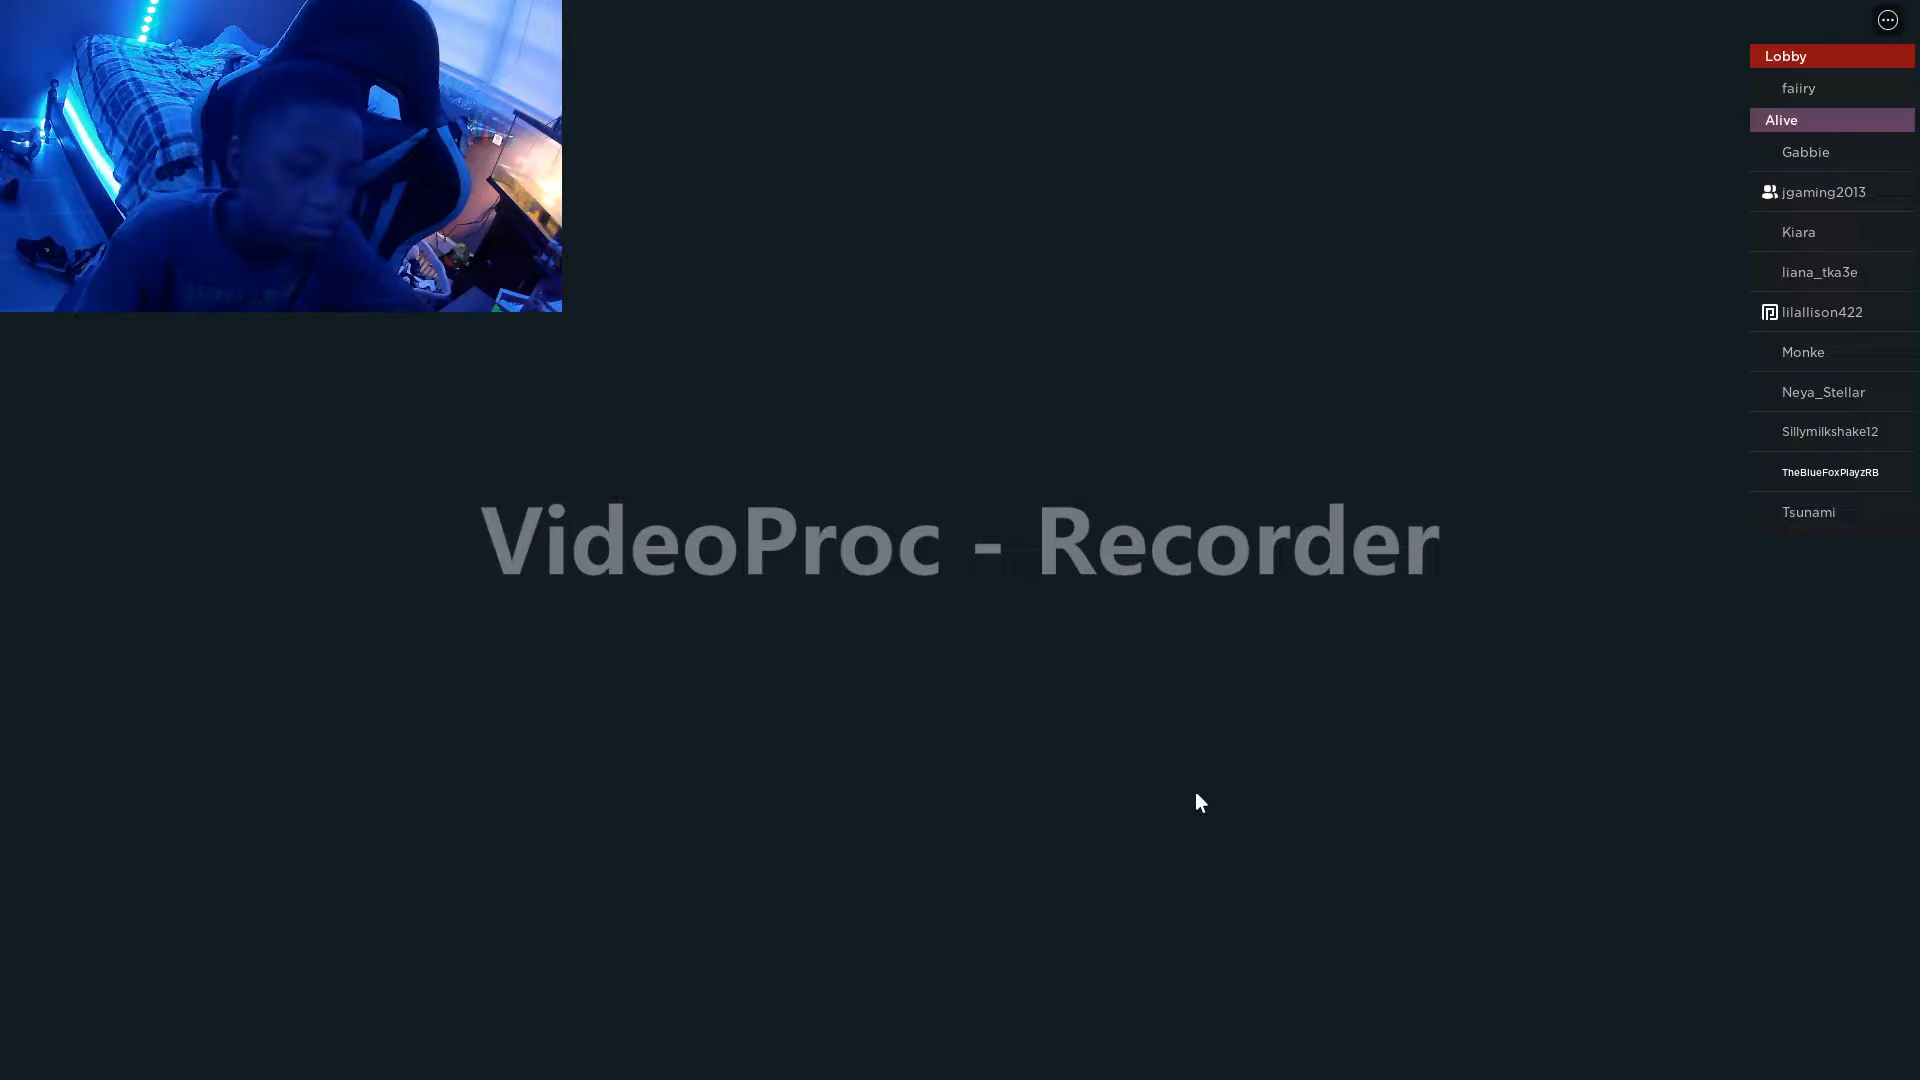 Lobby
faiiry
Alive
Gabbie
jgaming2013
Kiara
liana_tka3e
lilallison422
Monke
Neya_Stellar
Sillymilkshake12
TheBlueFoxPlayzRB
Tsunami
VideoProc - Recorder